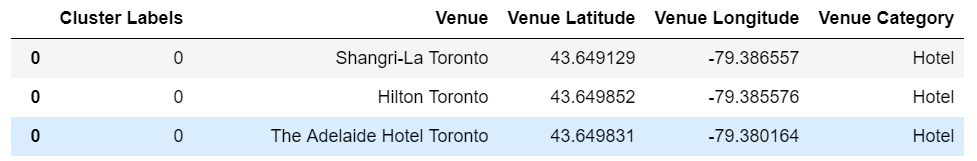 Cluster Labels Venue Venue Latitude Venue Longitude Venue Category
0 0 Shangri-La Toronto 43.649129 -79.386557 Hotel
0 0 Hilton Toronto 43.649852 -79.385576 Hotel
0 0 The Adelaide Hotel Toronto 43.649831 -79.380164 Hotel